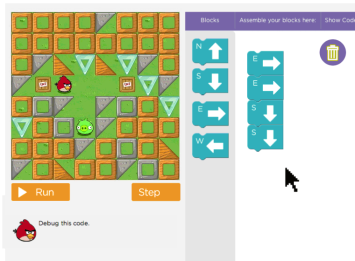 Blocks
Assemble your blocks here:
Show Code
N
S
E
W
E
E
S
S
Run
Step
Debug this code.